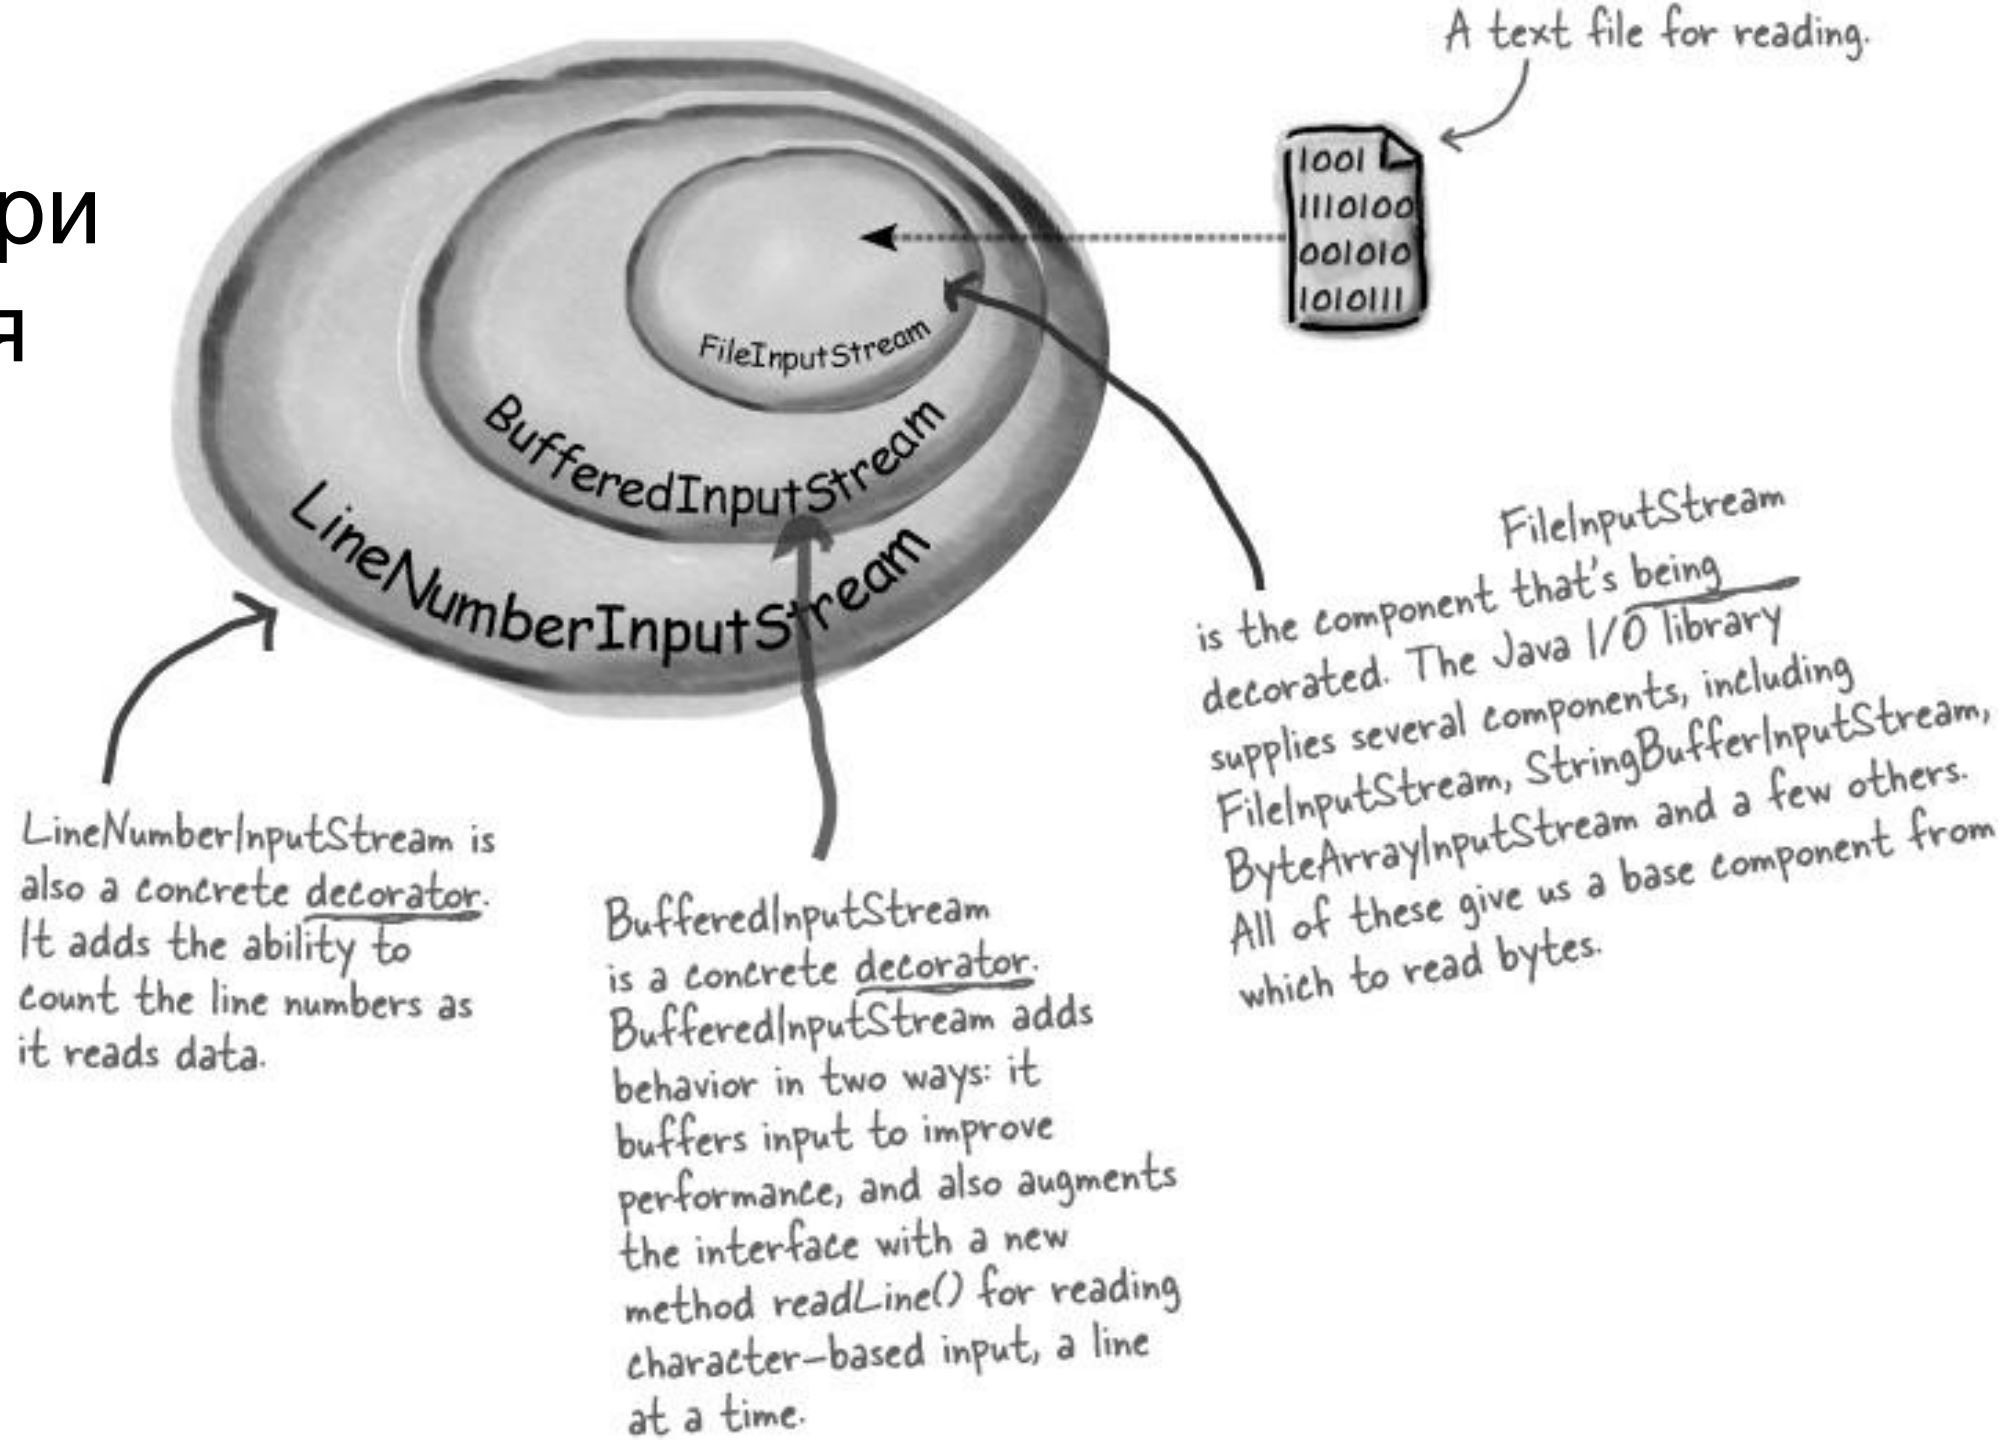 A text file for reading.
ри
я
1001
1110100
001010
1010111
FileInputStream
BufferedInputStream
LineNumberInputStream
FileInputStream
is the component that's being
decorated. The Java I/O library
supplies several components, including
FileInputStream, StringBufferInputStream,
ByteArrayInputStream and a few others.
All of these give us a base component from
which to read bytes.
LineNumberInputStream is
also a concrete decorator.
It adds the ability to
count the line numbers as
it reads data.
BufferedInputStream
is a concrete decorator.
BufferedInputStream adds
behavior in two ways: it
buffers input to improve
performance, and also augments
the interface with a new
method readLine() for reading
character-based input, a line
at a time.